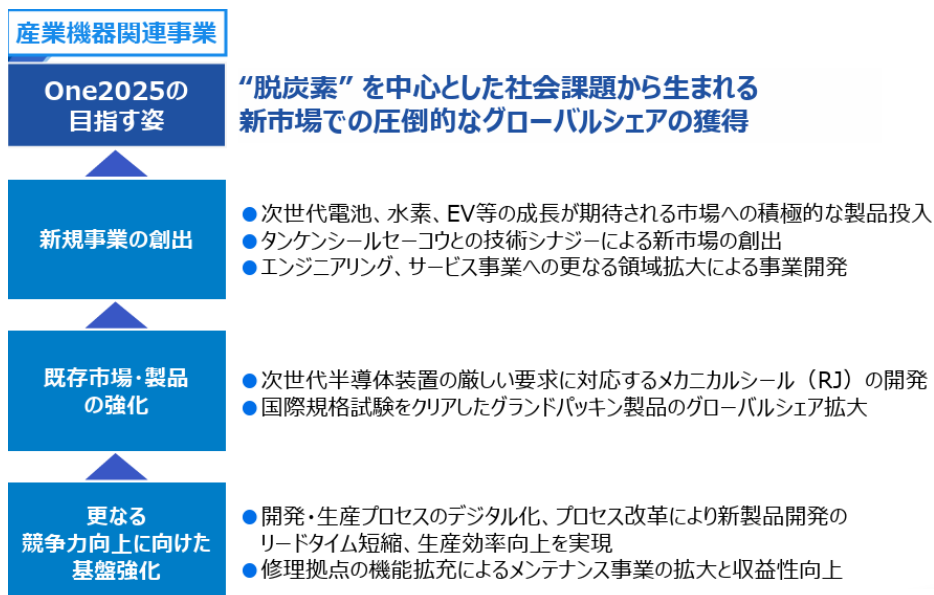 産業機器関連事業
One2025の
目指す姿
“脱炭素” を中心とした社会課題から生まれる
新市場での圧倒的なグローバルシェアの獲得
新規事業の創出
●次世代電池、水素、EV等の成長が期待される市場への積極的な製品投入
●タンケンシールセーコウとの技術シナジーによる新市場の創出
●エンジニアリング、サービス事業への更なる領域拡大による事業開発
既存市場・製品
の強化
●次世代半導体装置の厳しい要求に対応するメカニカルシール（RJ）の開発
●国際規格試験をクリアしたグランドパッキン製品のグローバルシェア拡大
更なる
競争力向上に向けた
基盤強化
●開発・生産プロセスのデジタル化、プロセス改革により新製品開発の
リードタイム短縮、生産効率向上を実現
●修理拠点の機能拡充によるメンテナンス事業の拡大と収益性向上